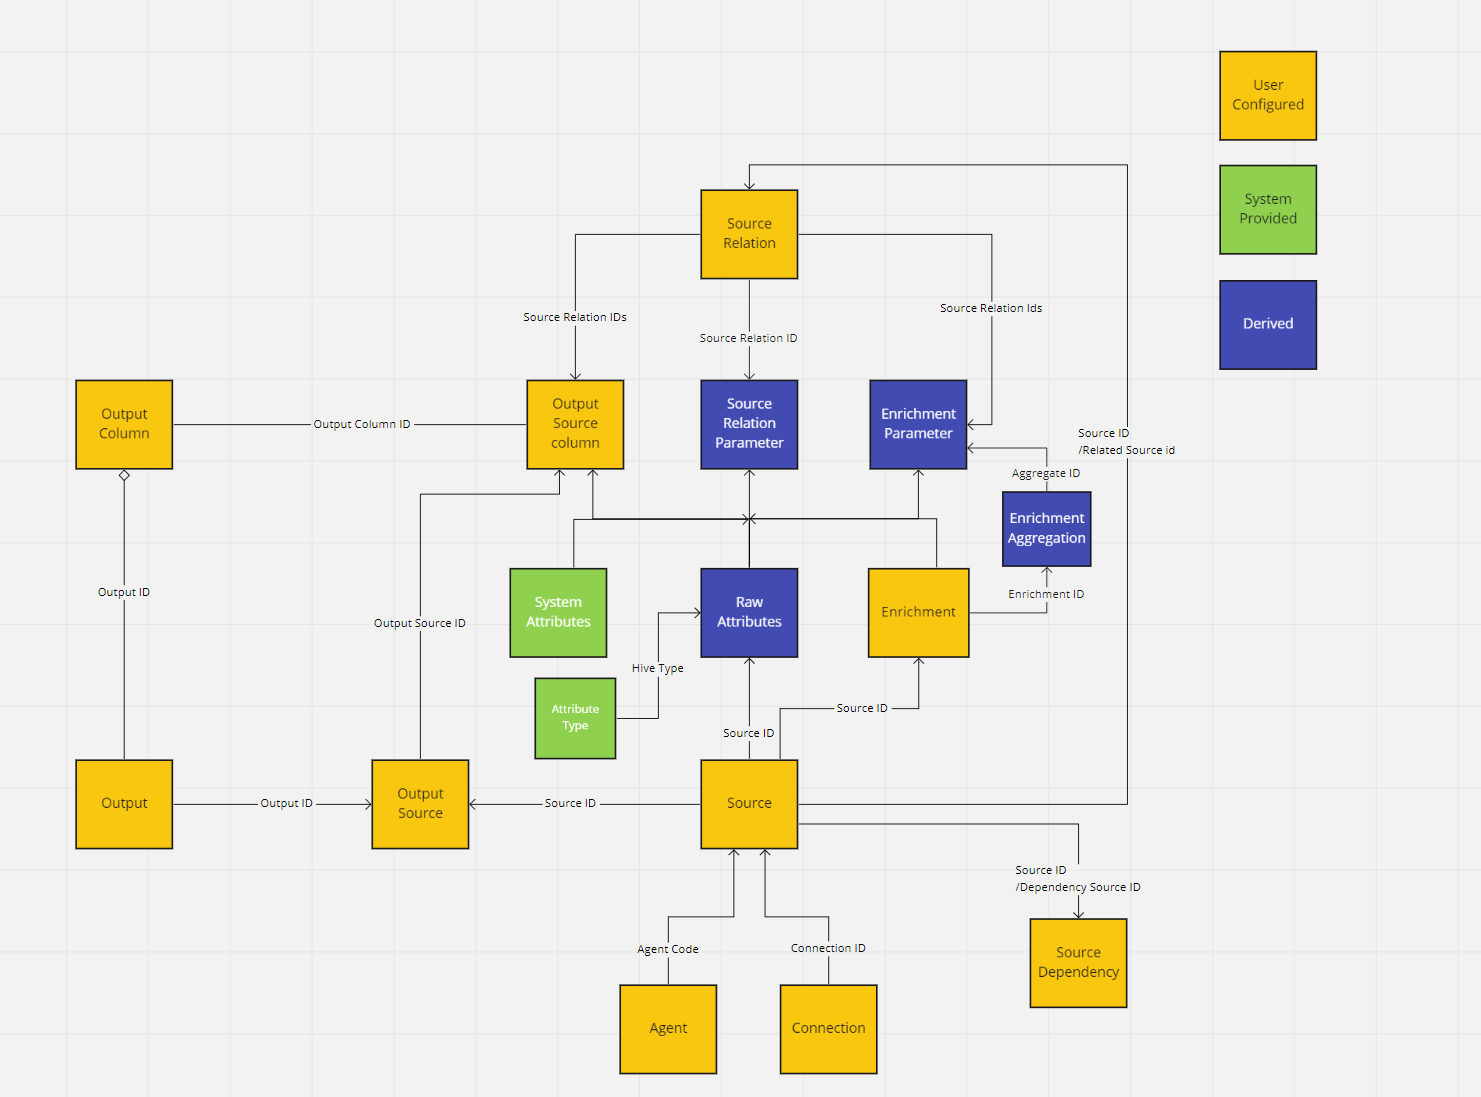 User
Configured
System
Provided
Derived
Source
Relation
Source Relation IDs
Source Relation ID
Source Relation Ids
Output
Column
Output Column ID
Output
Source
column
Source
Relation
Parameter
Enrichment
Parameter
Source ID
/Related Source id
Aggregate ID
Enrichment
Aggregation
Output ID
Output Source ID
System
Attributes
Raw
Attributes
Enrichment
Enrichment ID
Hive Type
Attribute
Type
Source ID
Source ID
Output
Output ID
Output
Source
Source ID
Source
Source ID
/Dependency Source ID
Agent Code
Connection ID
Source
Dependency
Agent
Connection